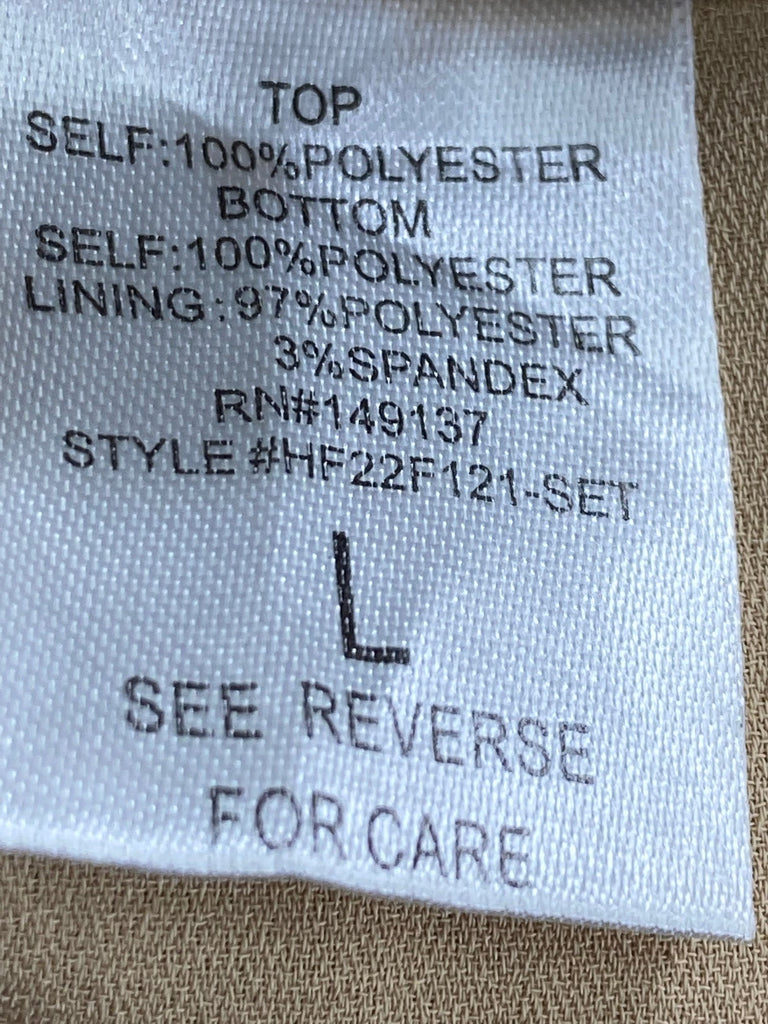 TOP
SELF:100%POLYESTER
BOTTOM
SELF:100%POLYESTER
LINING:97%POLYESTER
3%SPANDEX
RN#149137
STYLE #HF22F121-SET
L
SEE REVERSE
FOR CARE